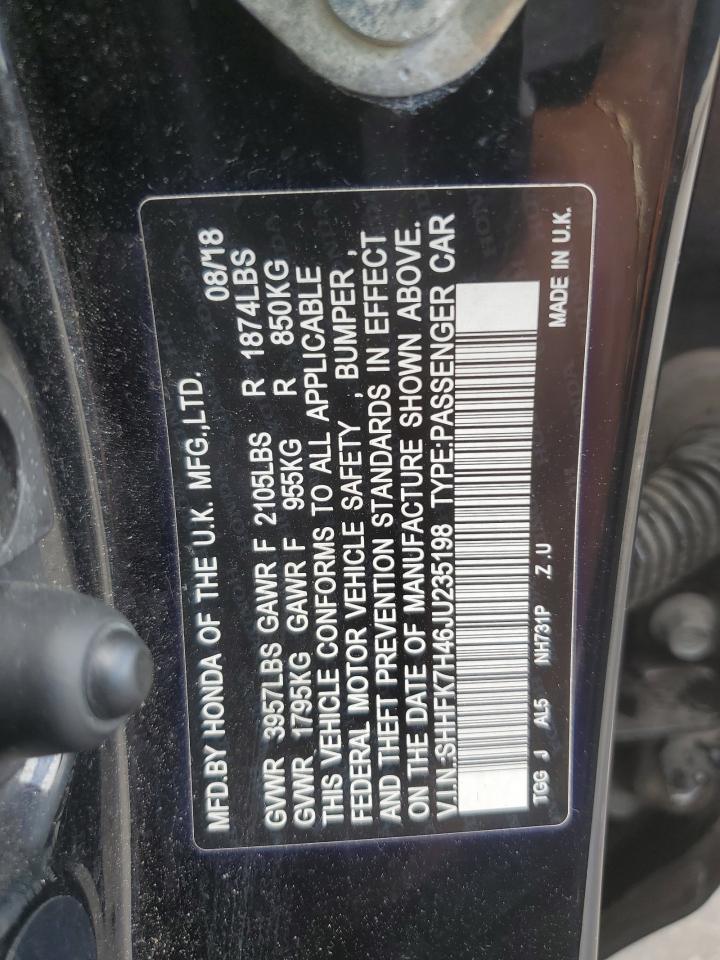 MFD.BY HONDA OF THE U.K. MFG.,LTD. 08/18
GVWR 3957LBS GAWR F 2105LBS R 1874LBS
GVWR 1795KG GAWR F 955KG R 850KG
THIS VEHICLE CONFORMS TO ALL APPLICABLE
FEDERAL MOTOR VEHICLE SAFETY , BUMPER ,
AND THEFT PREVENTION STANDARDS IN EFFECT
ON THE DATE OF MANUFACTURE SHOWN ABOVE.
V.I.N.:SHHFK7H46JU235198 TYPE:PASSENGER CAR
TGG J AL5 NH731P .Z .U MADE IN U.K.